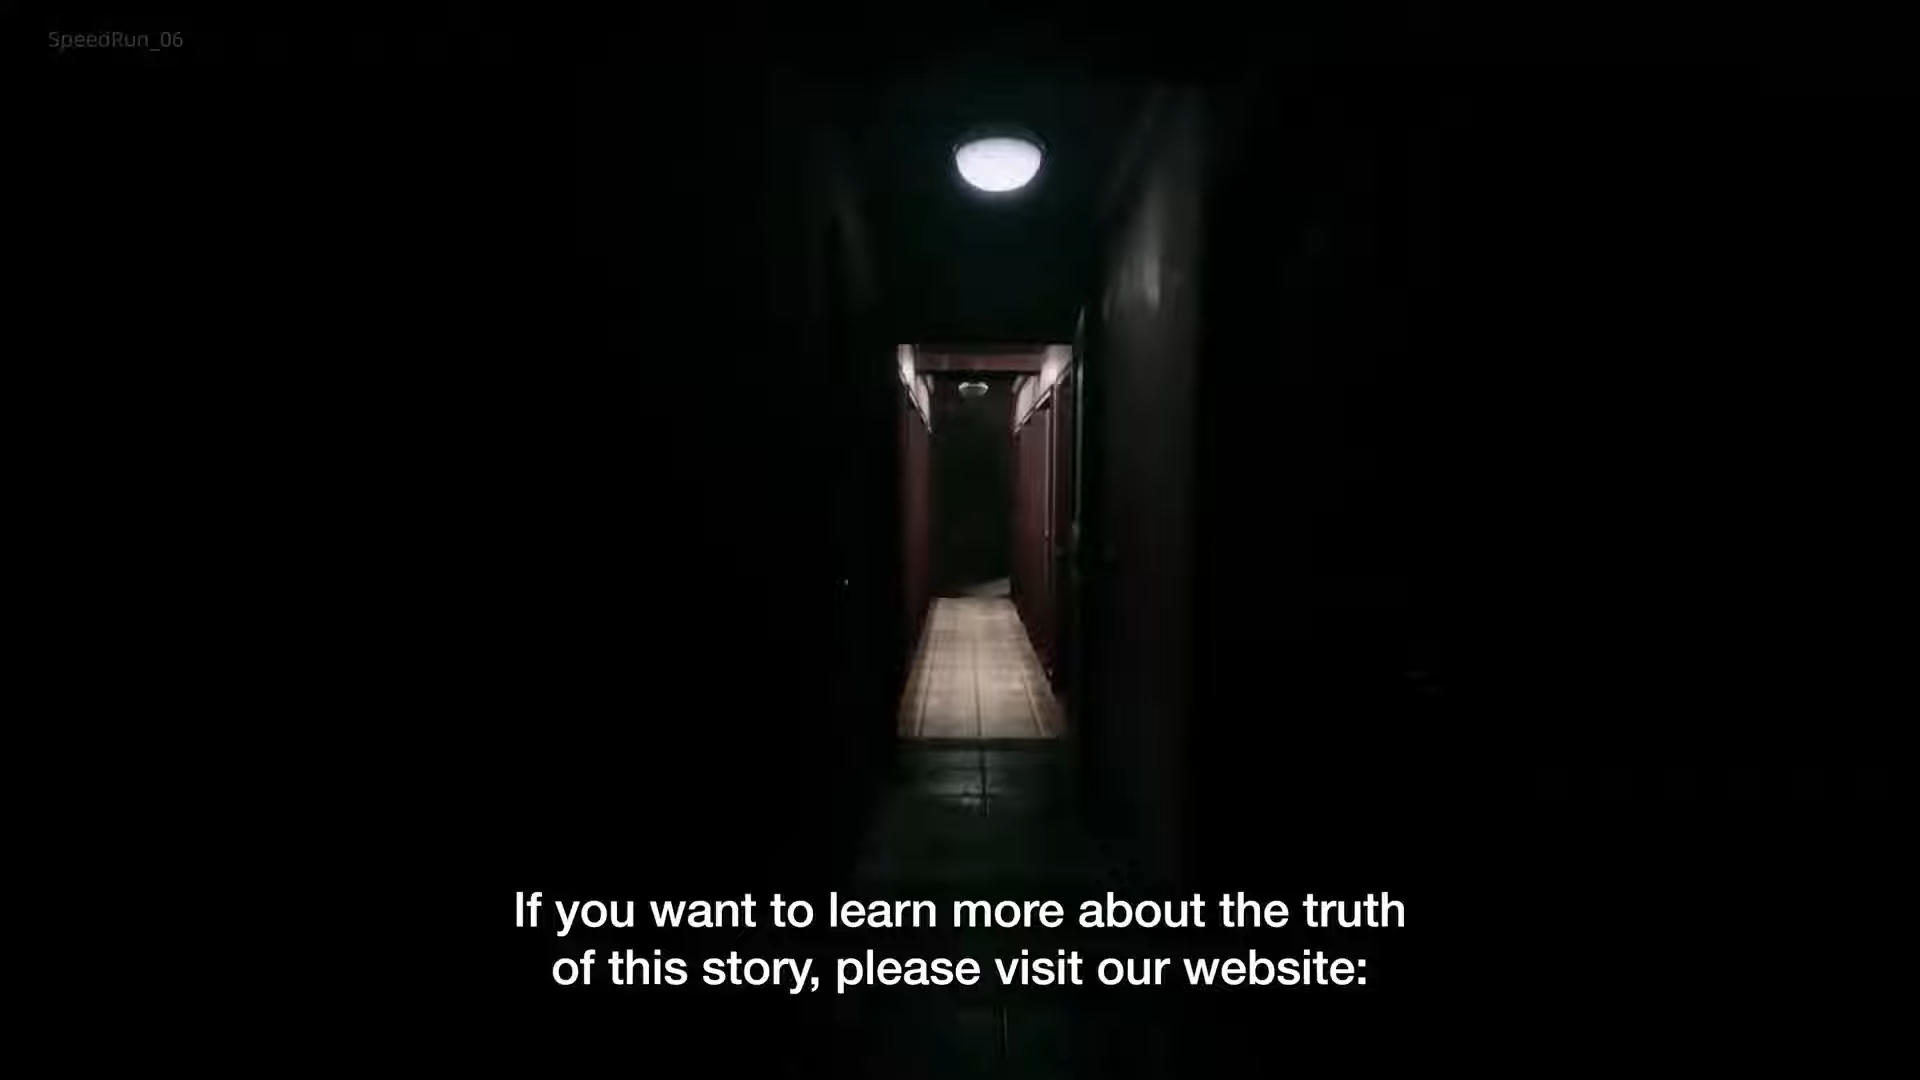 SpeedRun_06
If you want to learn more about the truth
of this story, please visit our website: